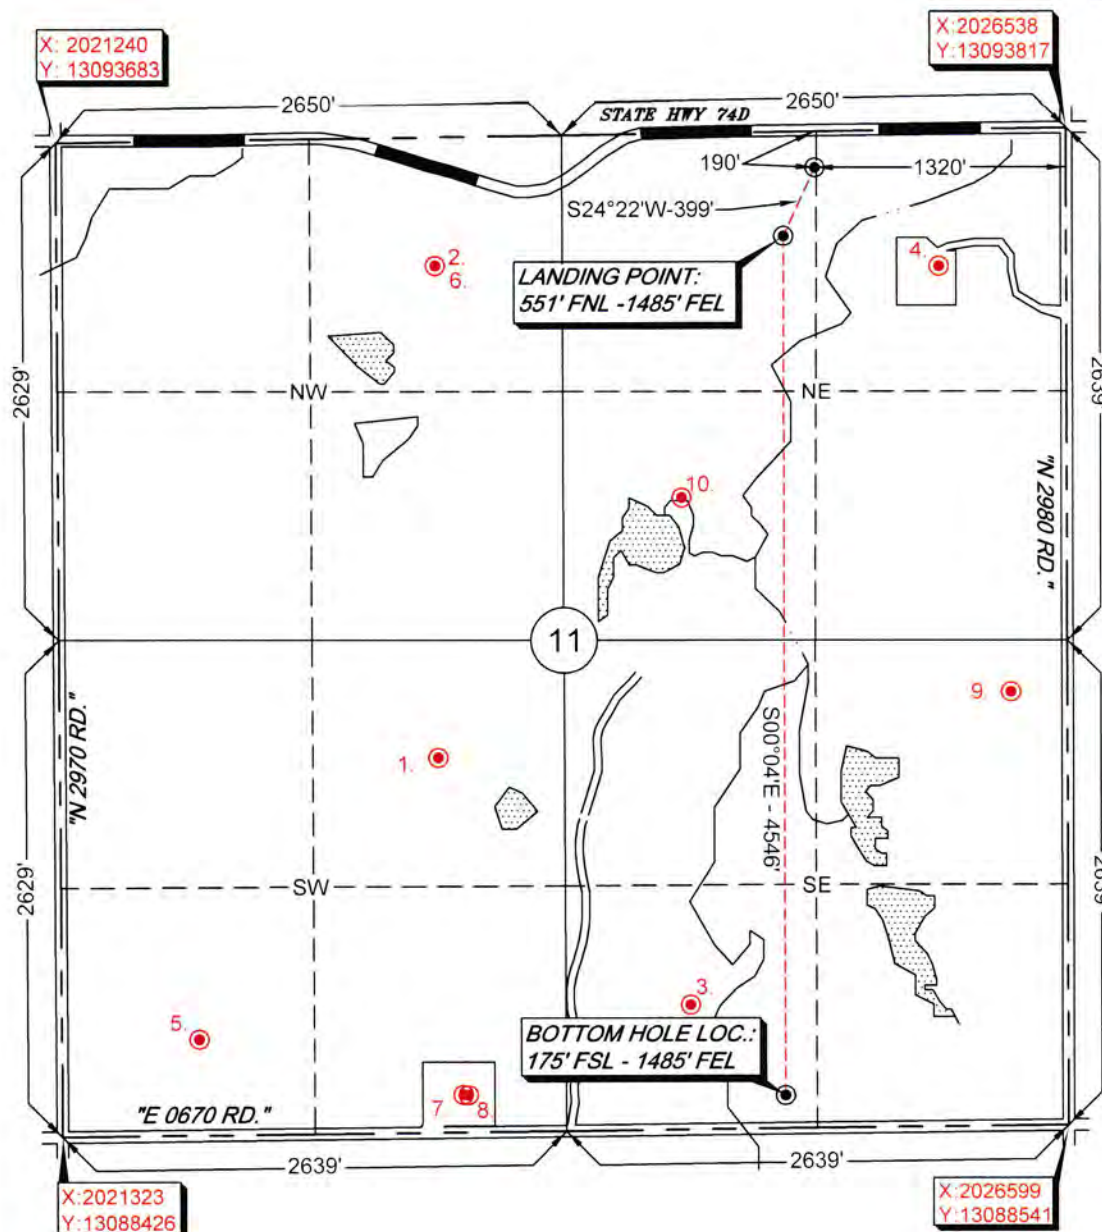 X: 2021240
Y: 13093683
X:2026538
Y:13093817
2650'
2650'
STATE HWY 74D
190'
1320'
S24°22'W-399'
2.
6.
4.
LANDING POINT:
551' FNL -1485' FEL
2629'
2639'
NW
NE
10.
"N 2980 RD."
11
9.
"N 2970 RD."
1.
S00°04'E - 4546'
2629'
2639'
SW
SE
3.
5.
BOTTOM HOLE LOC.:
175' FSL - 1485' FEL
7
8.
"E 0670 RD."
2639'
2639'
X:2021323
Y:13088426
X:2026599
Y:13088541